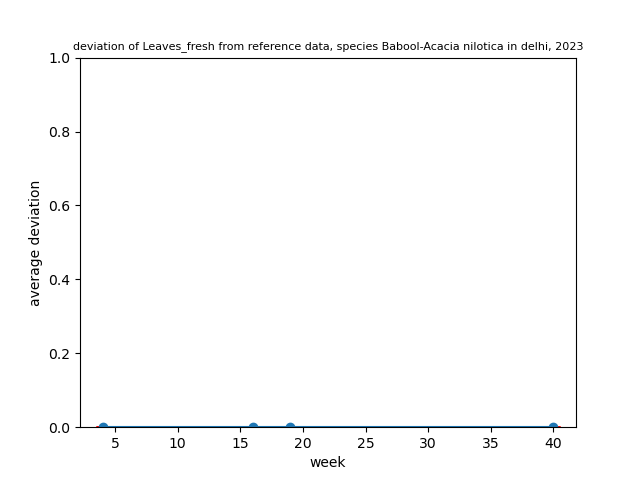 deviation of Leaves_fresh from reference data, species Babool-Acacia nilotica in delhi, 2023
1.0
0.8
0.6
0.4
0.2
0.0
average deviation
5 10 15 20 25 30 35 40
week